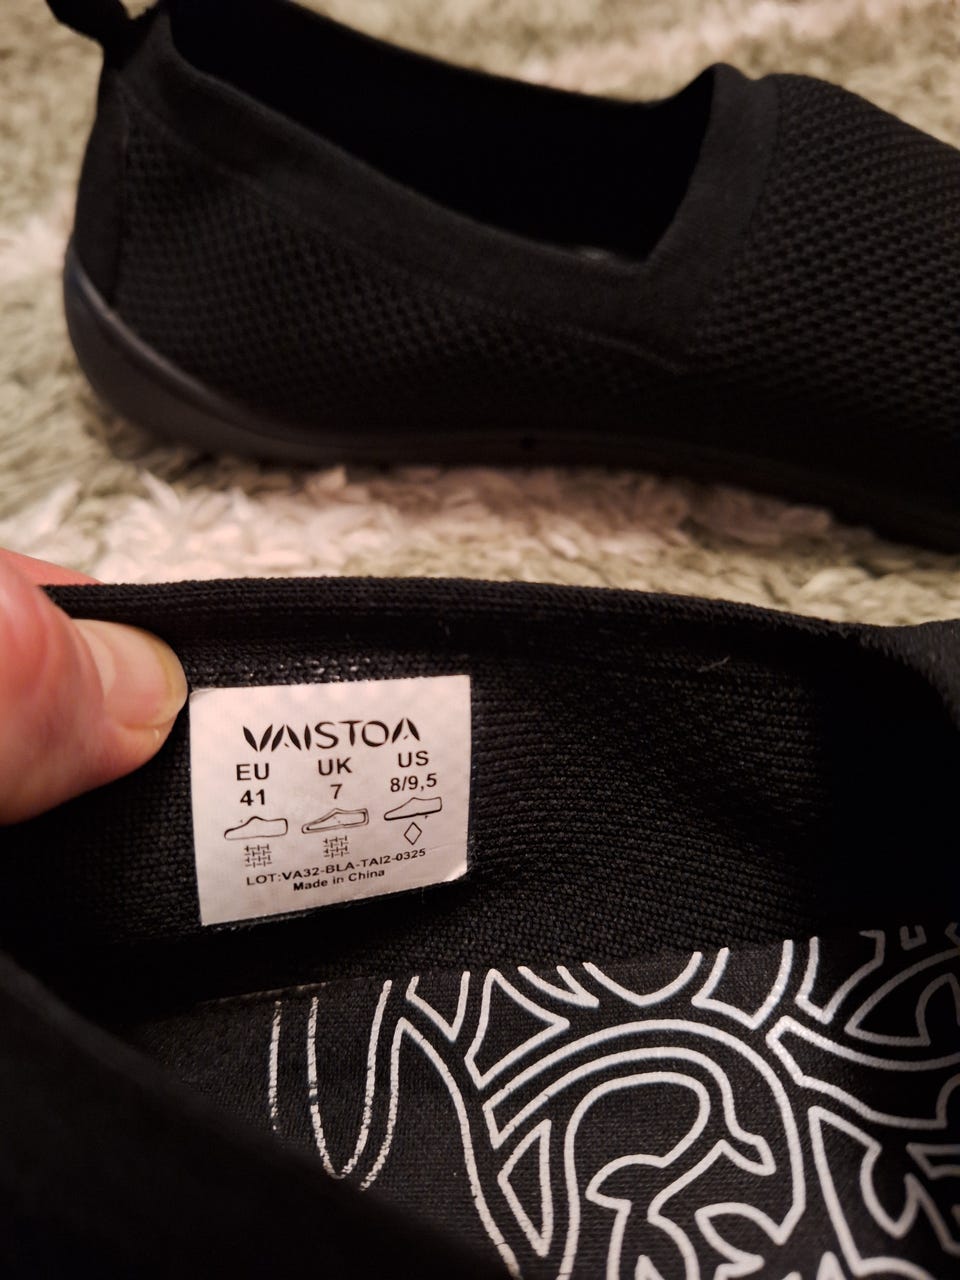 VAISTOA
EU UK US
41 7 8/9,5
LOT:VA32-BLA-TAI2-0325
Made in China